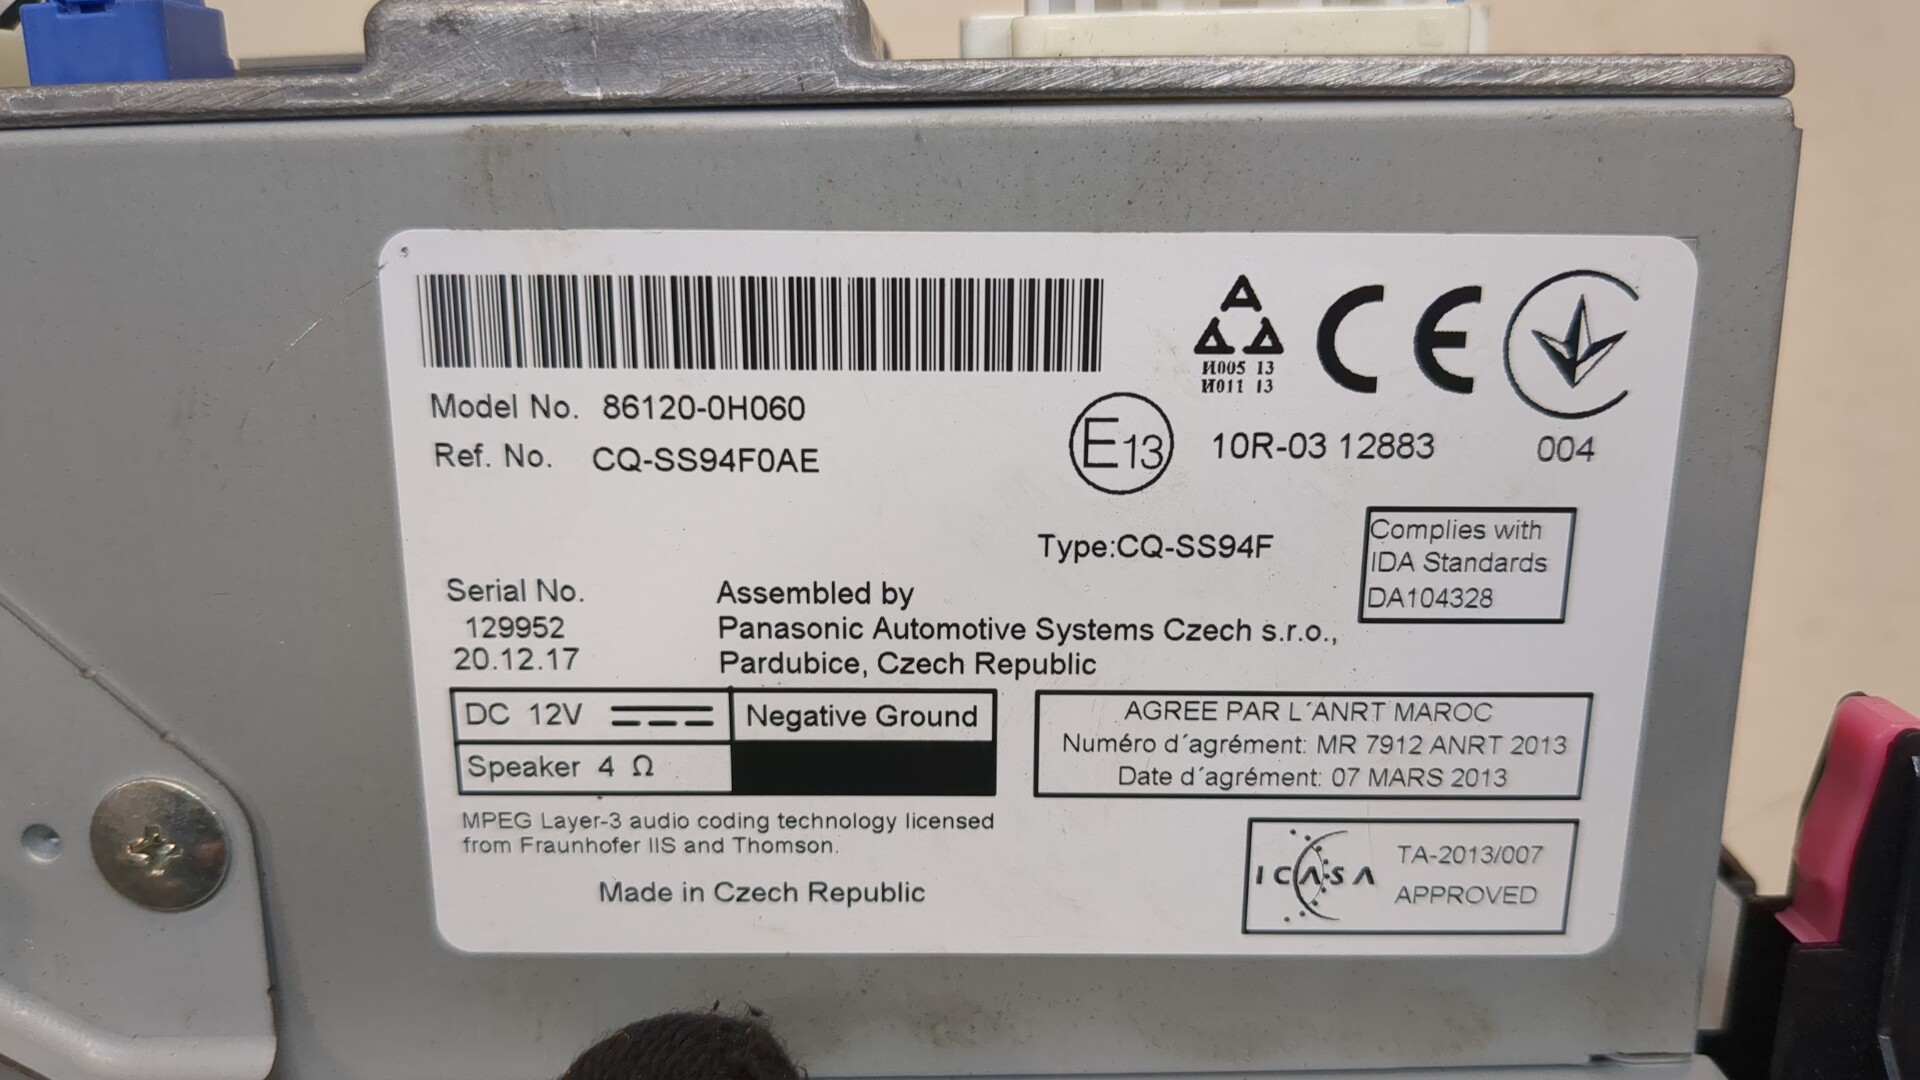 Model No. 86120-0H060
Ref. No. CQ-SS94F0AE
И005 13
И011 13
CE
E13
10R-03 12883
004
Type:CQ-SS94F
Complies with
IDA Standards
DA104328
Serial No.
129952
20.12.17
Assembled by
Panasonic Automotive Systems Czech s.r.o.,
Pardubice, Czech Republic
DC 12V
Negative Ground
Speaker 4 Ω
AGREE PAR L´ANRT MAROC
Numéro d´agrément: MR 7912 ANRT 2013
Date d´agrément: 07 MARS 2013
MPEG Layer-3 audio coding technology licensed
from Fraunhofer IIS and Thomson.
Made in Czech Republic
ICASA
TA-2013/007
APPROVED